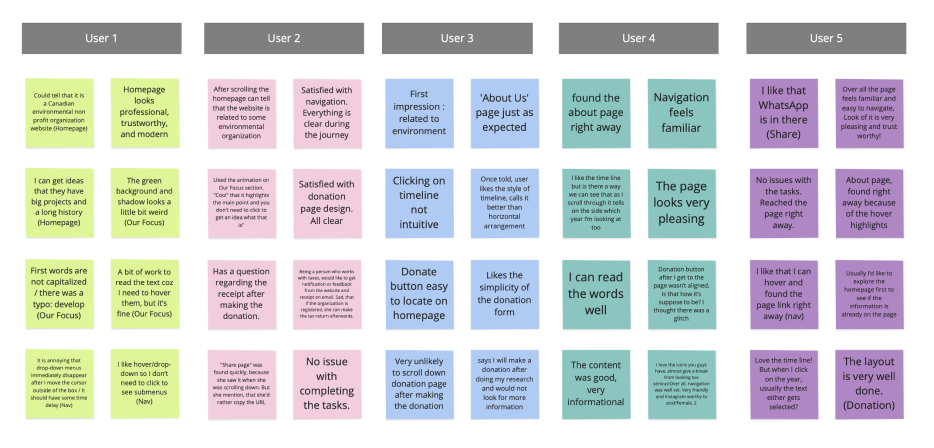 User 1
User 2
User 3
User 4
User 5
Could tell that it is
a Canadian
environmental non
profit organization
website (Homepage)
Homepage
looks
professional,
trustworthy,
and modern
After scrolling the
homepage can tell
that the website is
related to some
environmental
organization
Satisfied with
navigation.
Everything is
clear during
the journey
First
impression :
related to
environment
'About Us'
page just as
expected
found the
about page
right away
Navigation
feels
familiar
I like that
WhatsApp
is in there
(Share)
Over all the page
feels familiar and
easy to navigate,
Look of it is very
pleasing and trust
worthy!
I can get ideas
that they have
big projects and
a long history
(Homepage)
The green
background and
shadow looks a
little bit weird
(Our Focus)
Liked the animation on
Our Focus section.
"Cool" that it highlights
the main point and you
don't need to click to
get an idea what that
is"
Satisfied with
donation
page design.
All clear
Clicking on
timeline
not
intuitive
Once told, user
likes the style of
timeline, calls it
better than
horizontal
arrangement
I like the time line
but is there a way
we can see that as I
scroll through it tells
on the side which
year I'm looking at
too
The page
looks very
pleasing
No issues with
the tasks.
Reached the
page right
away.
About page,
found right
away because
of the hover
highlights
First words are
not capitalized
/ there was a
typo: develop
(Our Focus)
A bit of work to
read the text coz
I need to hover
them, but it's
fine (Our Focus)
Has a question
regarding the
receipt after
making the
donation.
Being a person who works
with taxes, would like to get
notification or feedback
from the website and
receipt on email. Sad, that
if the organization is
registered, she can make
the tax return afterwards.
Donate
button easy
to locate on
homepage
Likes the
simplicity of
the donation
form
I can read
the words
well
Donation button
after I get to the
page wasn't aligned,
is that how it's
suppose to be? I
thought there was a
glitch
I like that I can
hover and
found the
page link right
away (nav)
Usually I'd like to
explore the
homepage first to
see if the
information is
already on the page
It is annoying that
drop-down menus
immediately disappear
after I move the cursor
outside of the box / It
should have some time
delay (Nav)
I like hover/drop-
down so I don't
need to click to
see submenus
(Nav)
"Share page" was
found quickly, because
she saw it when she
was scrolling down. But
she mention, that she'd
rather copy the URL
No issue
with
completing
the tasks.
Very unlikely
to scroll down
donation page
after making
the donation
says I will make a
donation after
doing my research
and would not
look for more
information
The content
was good,
very
informational
I love the icons you guys
have, almost give a break
from looking too
serious!Over all, navigation
was well set. Very friendly
and Instagram worthy to
post!Female, 2
Love the time line!
But when I click
on the year,
usually the text
either gets
selected?
The layout
is very well
done.
(Donation)